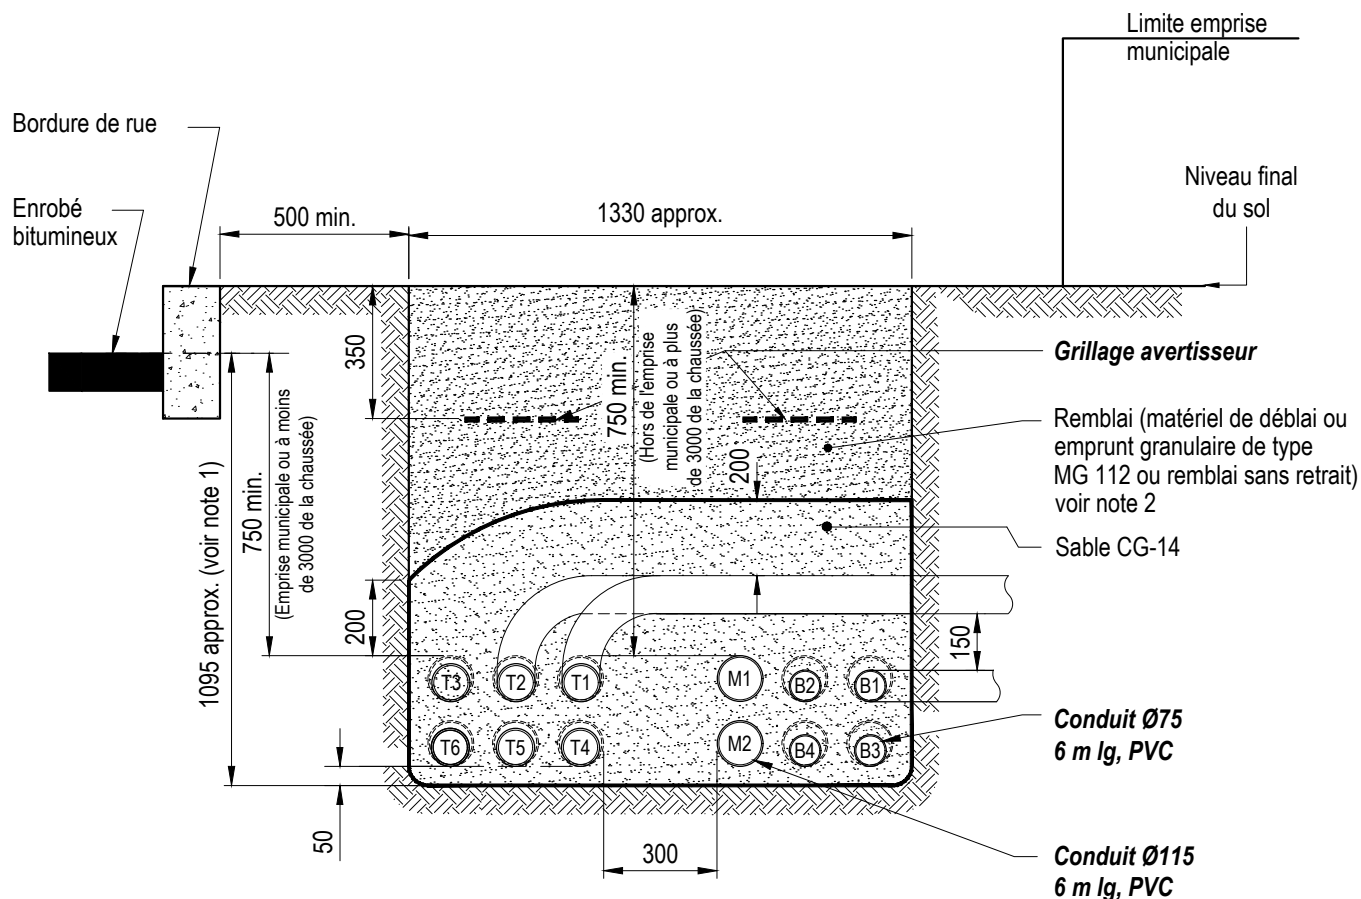 Limite emprise
municipale
Bordure de rue
Enrobé
bitumineux
500 min.
1330 approx.
Niveau final
du sol
350
750 min.
(Hors de l'emprise
municipale ou à plus
de 3000 de la chaussée)
Grillage avertisseur
Remblai (matériel de déblai ou
emprunt granulaire de type
MG 112 ou remblai sans retrait)
voir note 2
200
Sable CG-14
1095 approx. (voir note 1)
750 min.
(Emprise municipale ou à moins
de 3000 de la chaussée)
200
150
T3 T2 T1 M1 B2 B1
T6 T5 T4 M2 B4 B3
Conduit Ø75
6 m lg, PVC
50
300
Conduit Ø115
6 m lg, PVC